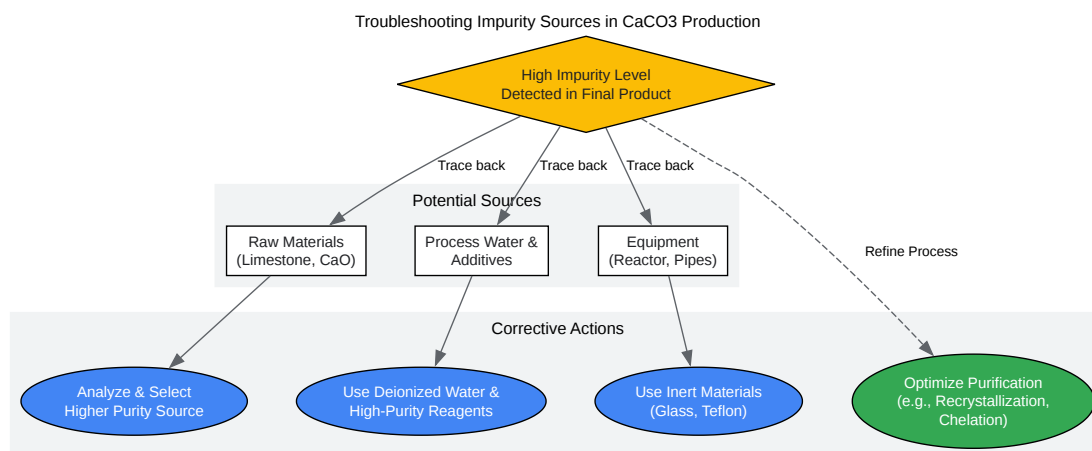 Troubleshooting Impurity Sources in CaCO3 Production
High Impurity Level
Detected in Final Product
Trace back
Trace back
Trace back
Potential Sources
Raw Materials
(Limestone, CaO)
Process Water &
Additives
Equipment
(Reactor, Pipes)
Refine Process
Corrective Actions
Analyze & Select
Higher Purity Source
Use Deionized Water &
High-Purity Reagents
Use Inert Materials
(Glass, Teflon)
Optimize Purification
(e.g., Recrystallization,
Chelation)